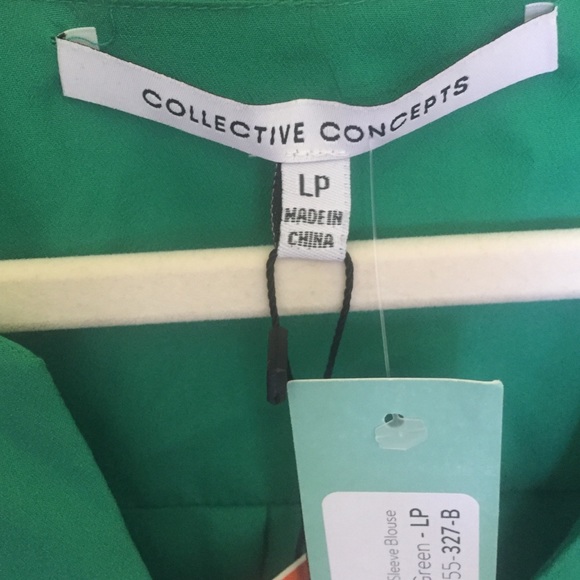 COLLECTIVE CONCEPTS
LP
MADE IN
CHINA
Sleeve Blouse
Green - LP
55-327-B